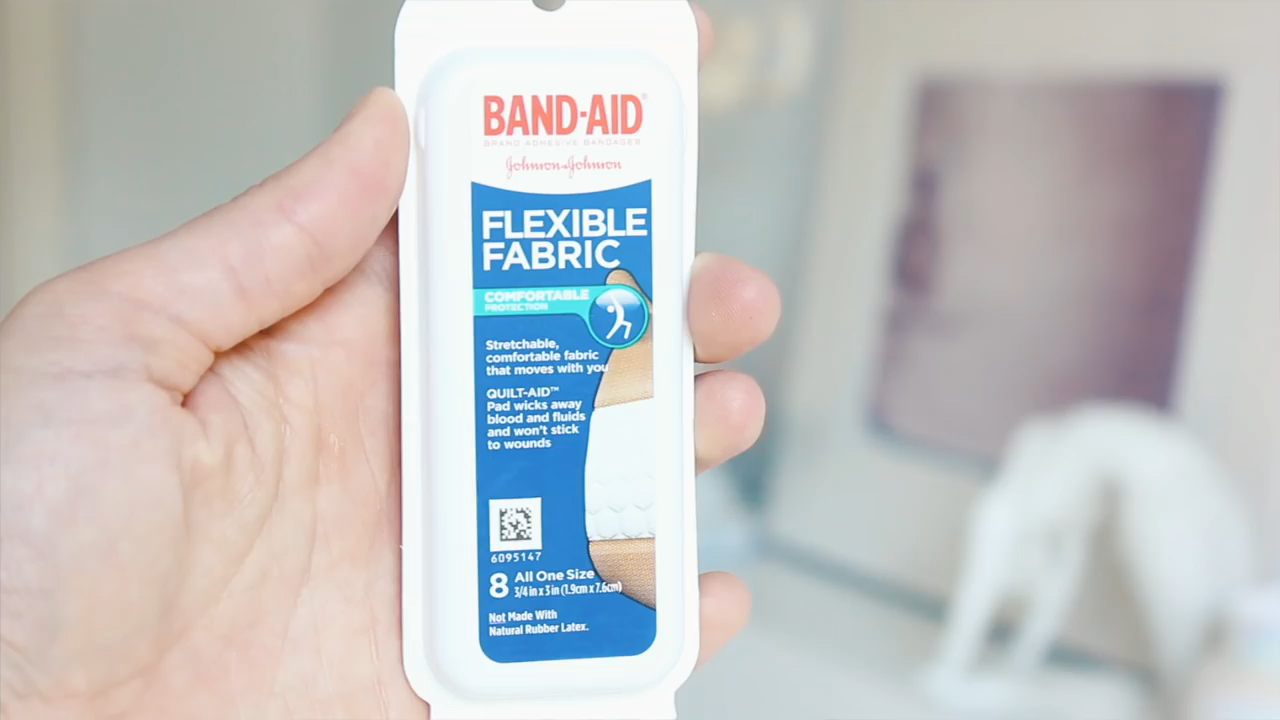 BAND-AID®
BRAND ADHESIVE BANDAGES
Johnson & Johnson
FLEXIBLE
FABRIC
COMFORTABLE
PROTECTION
Stretchable,
comfortable fabric
that moves with you
QUILT-AID™
Pad wicks away
blood and fluids
and won't stick
to wounds
6095147
8 All One Size
3/4 in x 3 in (1.9cm x 7.6cm)
Not Made With
Natural Rubber Latex.